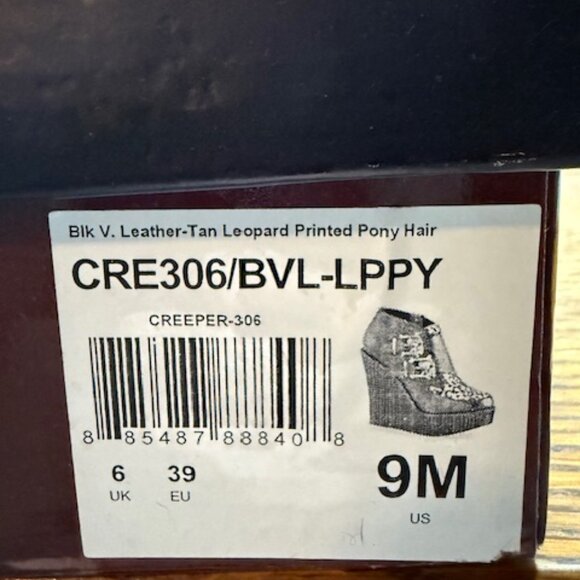 Blk V. Leather-Tan Leopard Printed Pony Hair
CRE306/BVL-LPPY
CREEPER-306
8 85487 88840 8
6 39 9M
UK EU US